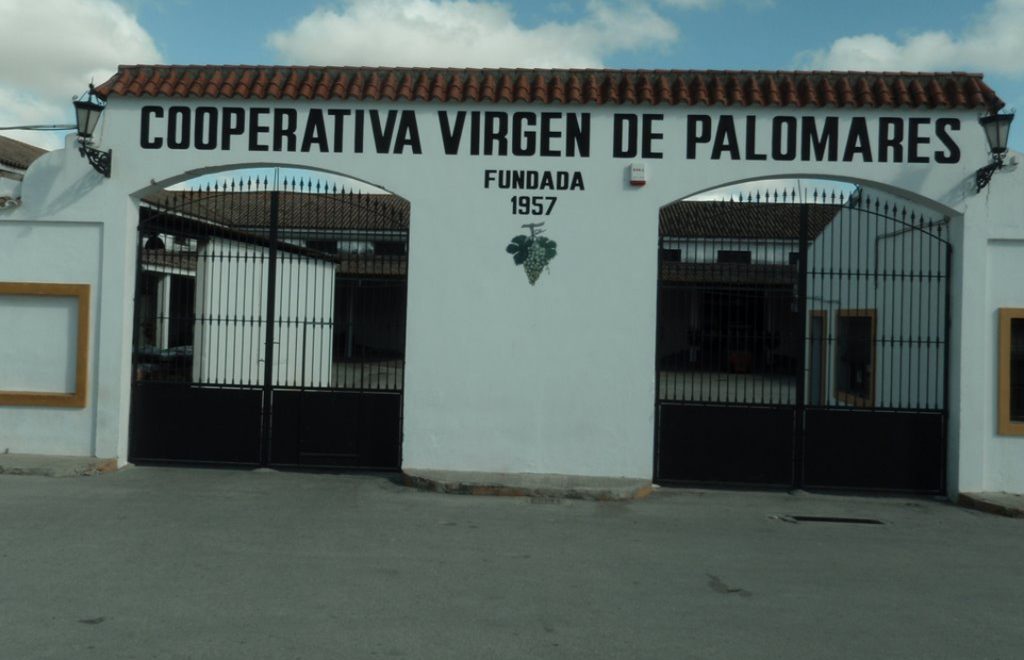 COOPERATIVA VIRGEN DE PALOMARES
FUNDADA
1957